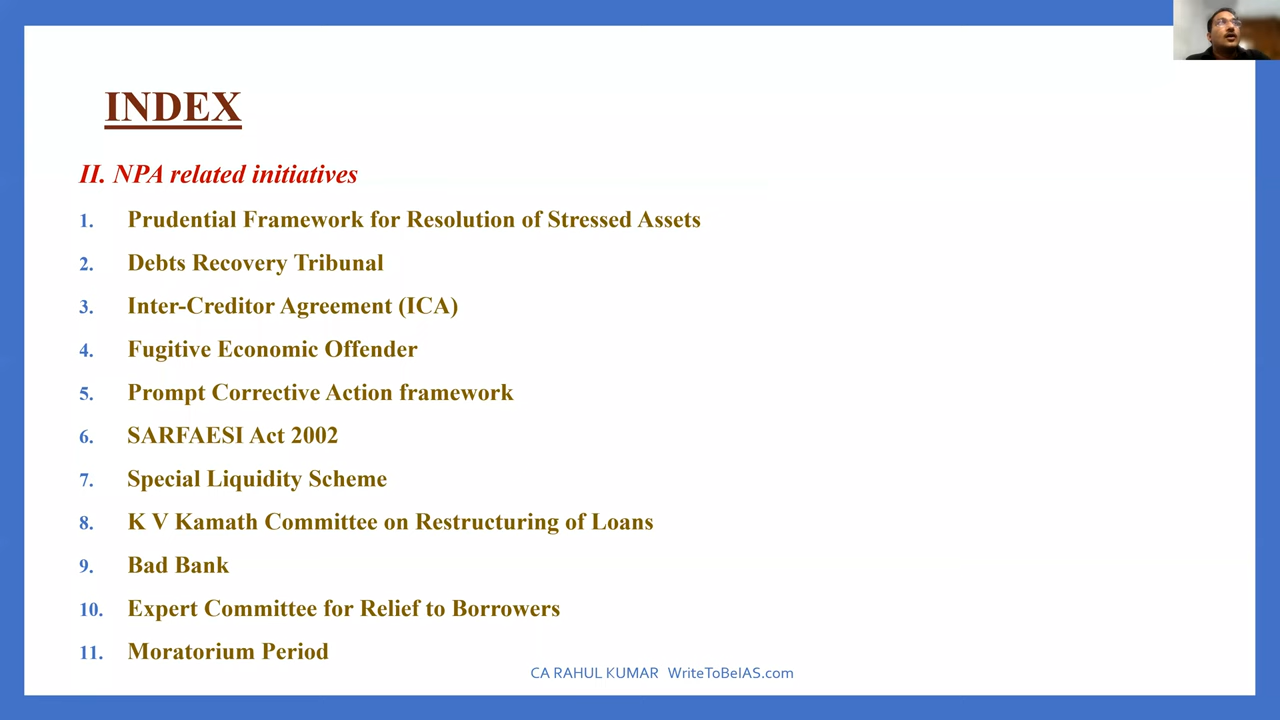 INDEX
II. NPA related initiatives
1. Prudential Framework for Resolution of Stressed Assets
2. Debts Recovery Tribunal
3. Inter-Creditor Agreement (ICA)
4. Fugitive Economic Offender
5. Prompt Corrective Action framework
6. SARFAESI Act 2002
7. Special Liquidity Scheme
8. K V Kamath Committee on Restructuring of Loans
9. Bad Bank
10. Expert Committee for Relief to Borrowers
11. Moratorium Period
CA RAHUL KUMAR WriteToBeIAS.com